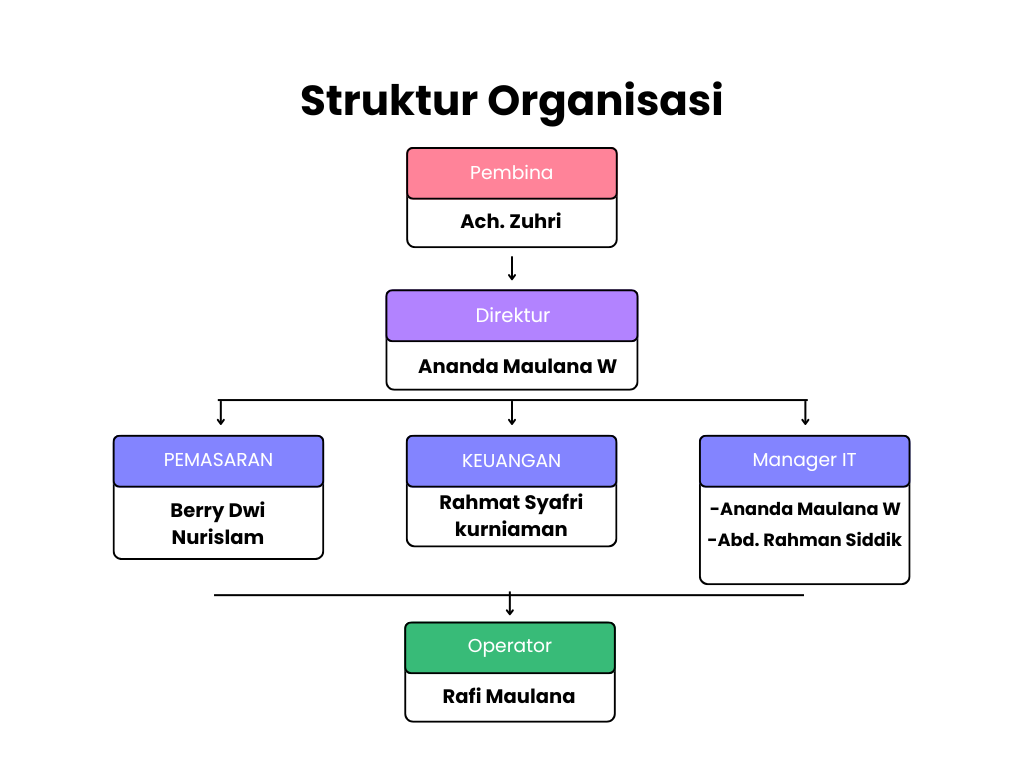 Struktur Organisasi
Pembina
Ach. Zuhri
Direktur
Ananda Maulana W
PEMASARAN
Berry Dwi
Nurislam
KEUANGAN
Rahmat Syafri
kurniaman
Manager IT
-Ananda Maulana W
-Abd. Rahman Siddik
Operator
Rafi Maulana